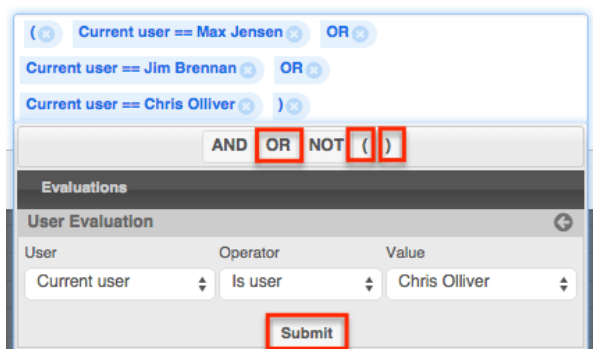 ( Current user == Max Jensen OR
Current user == Jim Brennan OR
Current user == Chris Olliver )
AND OR NOT ( )
Evaluations
User Evaluation
User Operator Value
Current user Is user Chris Olliver
Submit